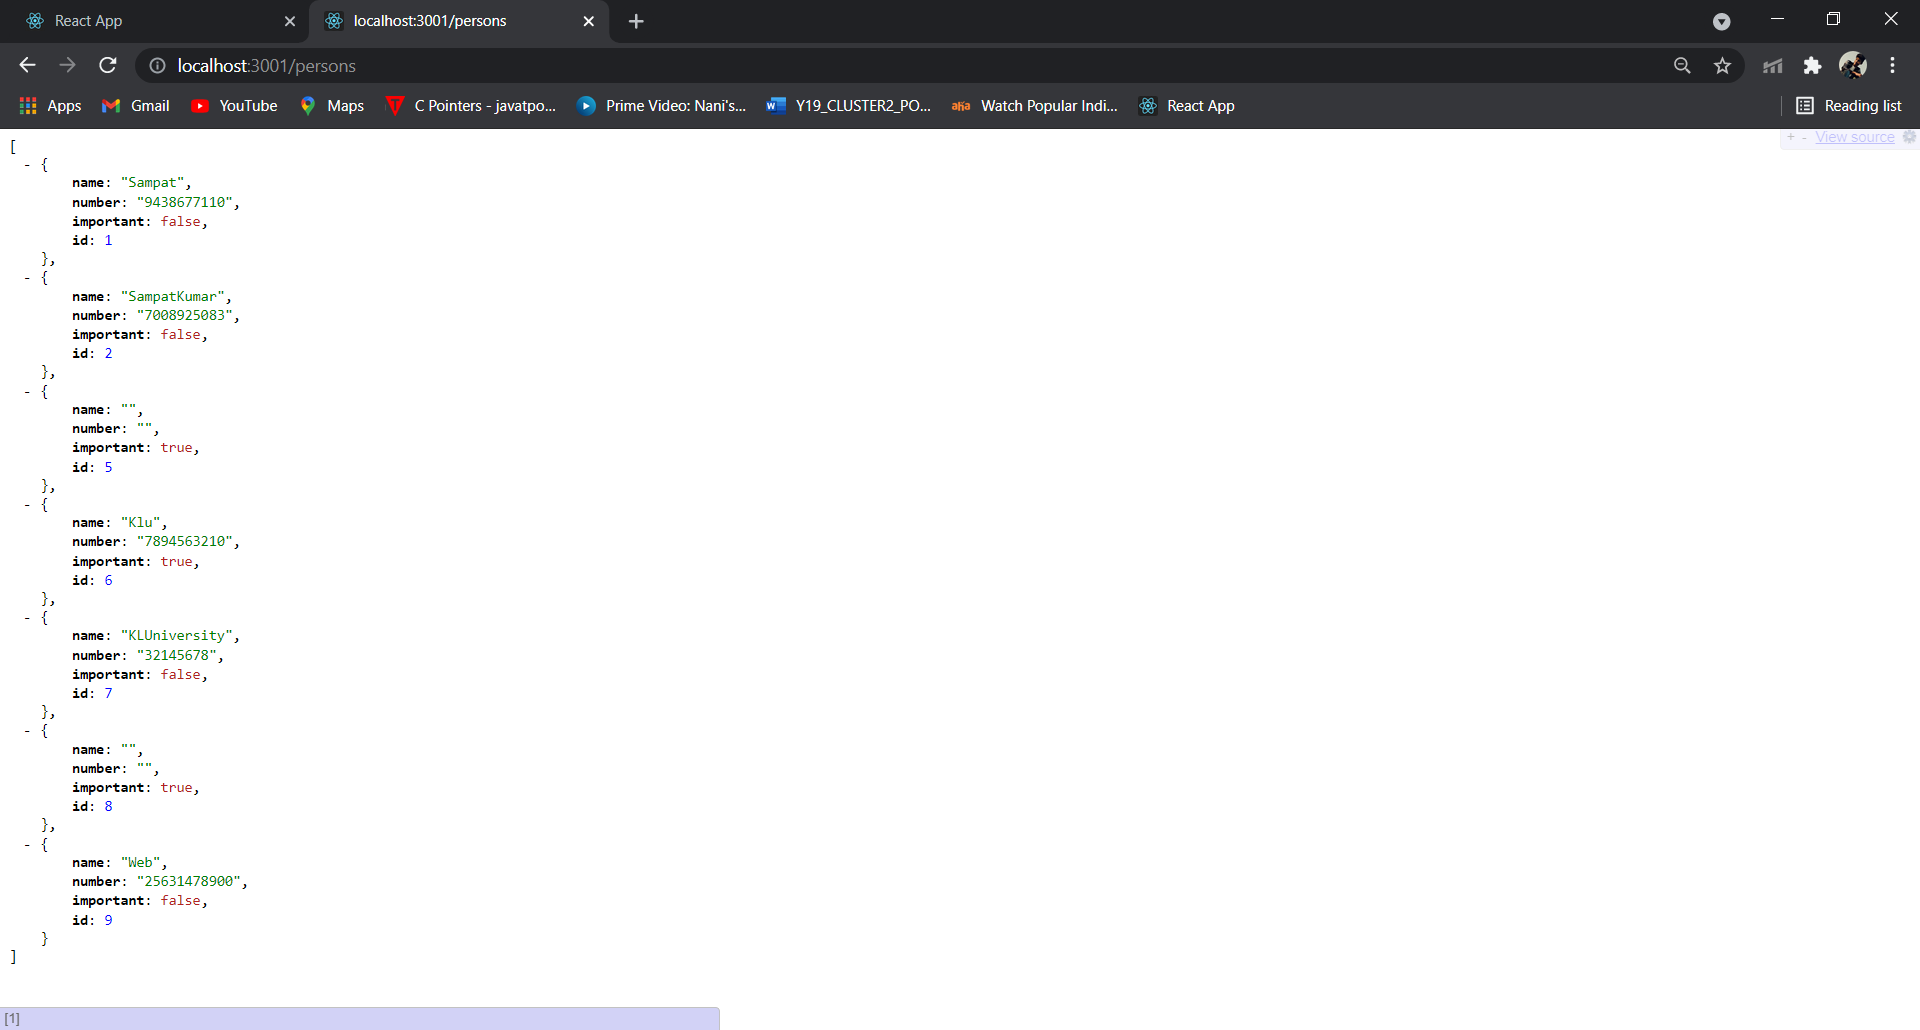 React App
localhost:3001/persons
localhost:3001/persons
Apps Gmail YouTube Maps C Pointers - javatpo... Prime Video: Nani's... Y19_CLUSTER2_PO... aha Watch Popular Indi... React App Reading list
+ - View source
[
- {
name: "Sampat",
number: "9438677110",
important: false,
id: 1
},
- {
name: "SampatKumar",
number: "7008925083",
important: false,
id: 2
},
- {
name: "",
number: "",
important: true,
id: 5
},
- {
name: "Klu",
number: "7894563210",
important: true,
id: 6
},
- {
name: "KLUniversity",
number: "32145678",
important: false,
id: 7
},
- {
name: "",
number: "",
important: true,
id: 8
},
- {
name: "Web",
number: "25631478900",
important: false,
id: 9
}
]
[1]